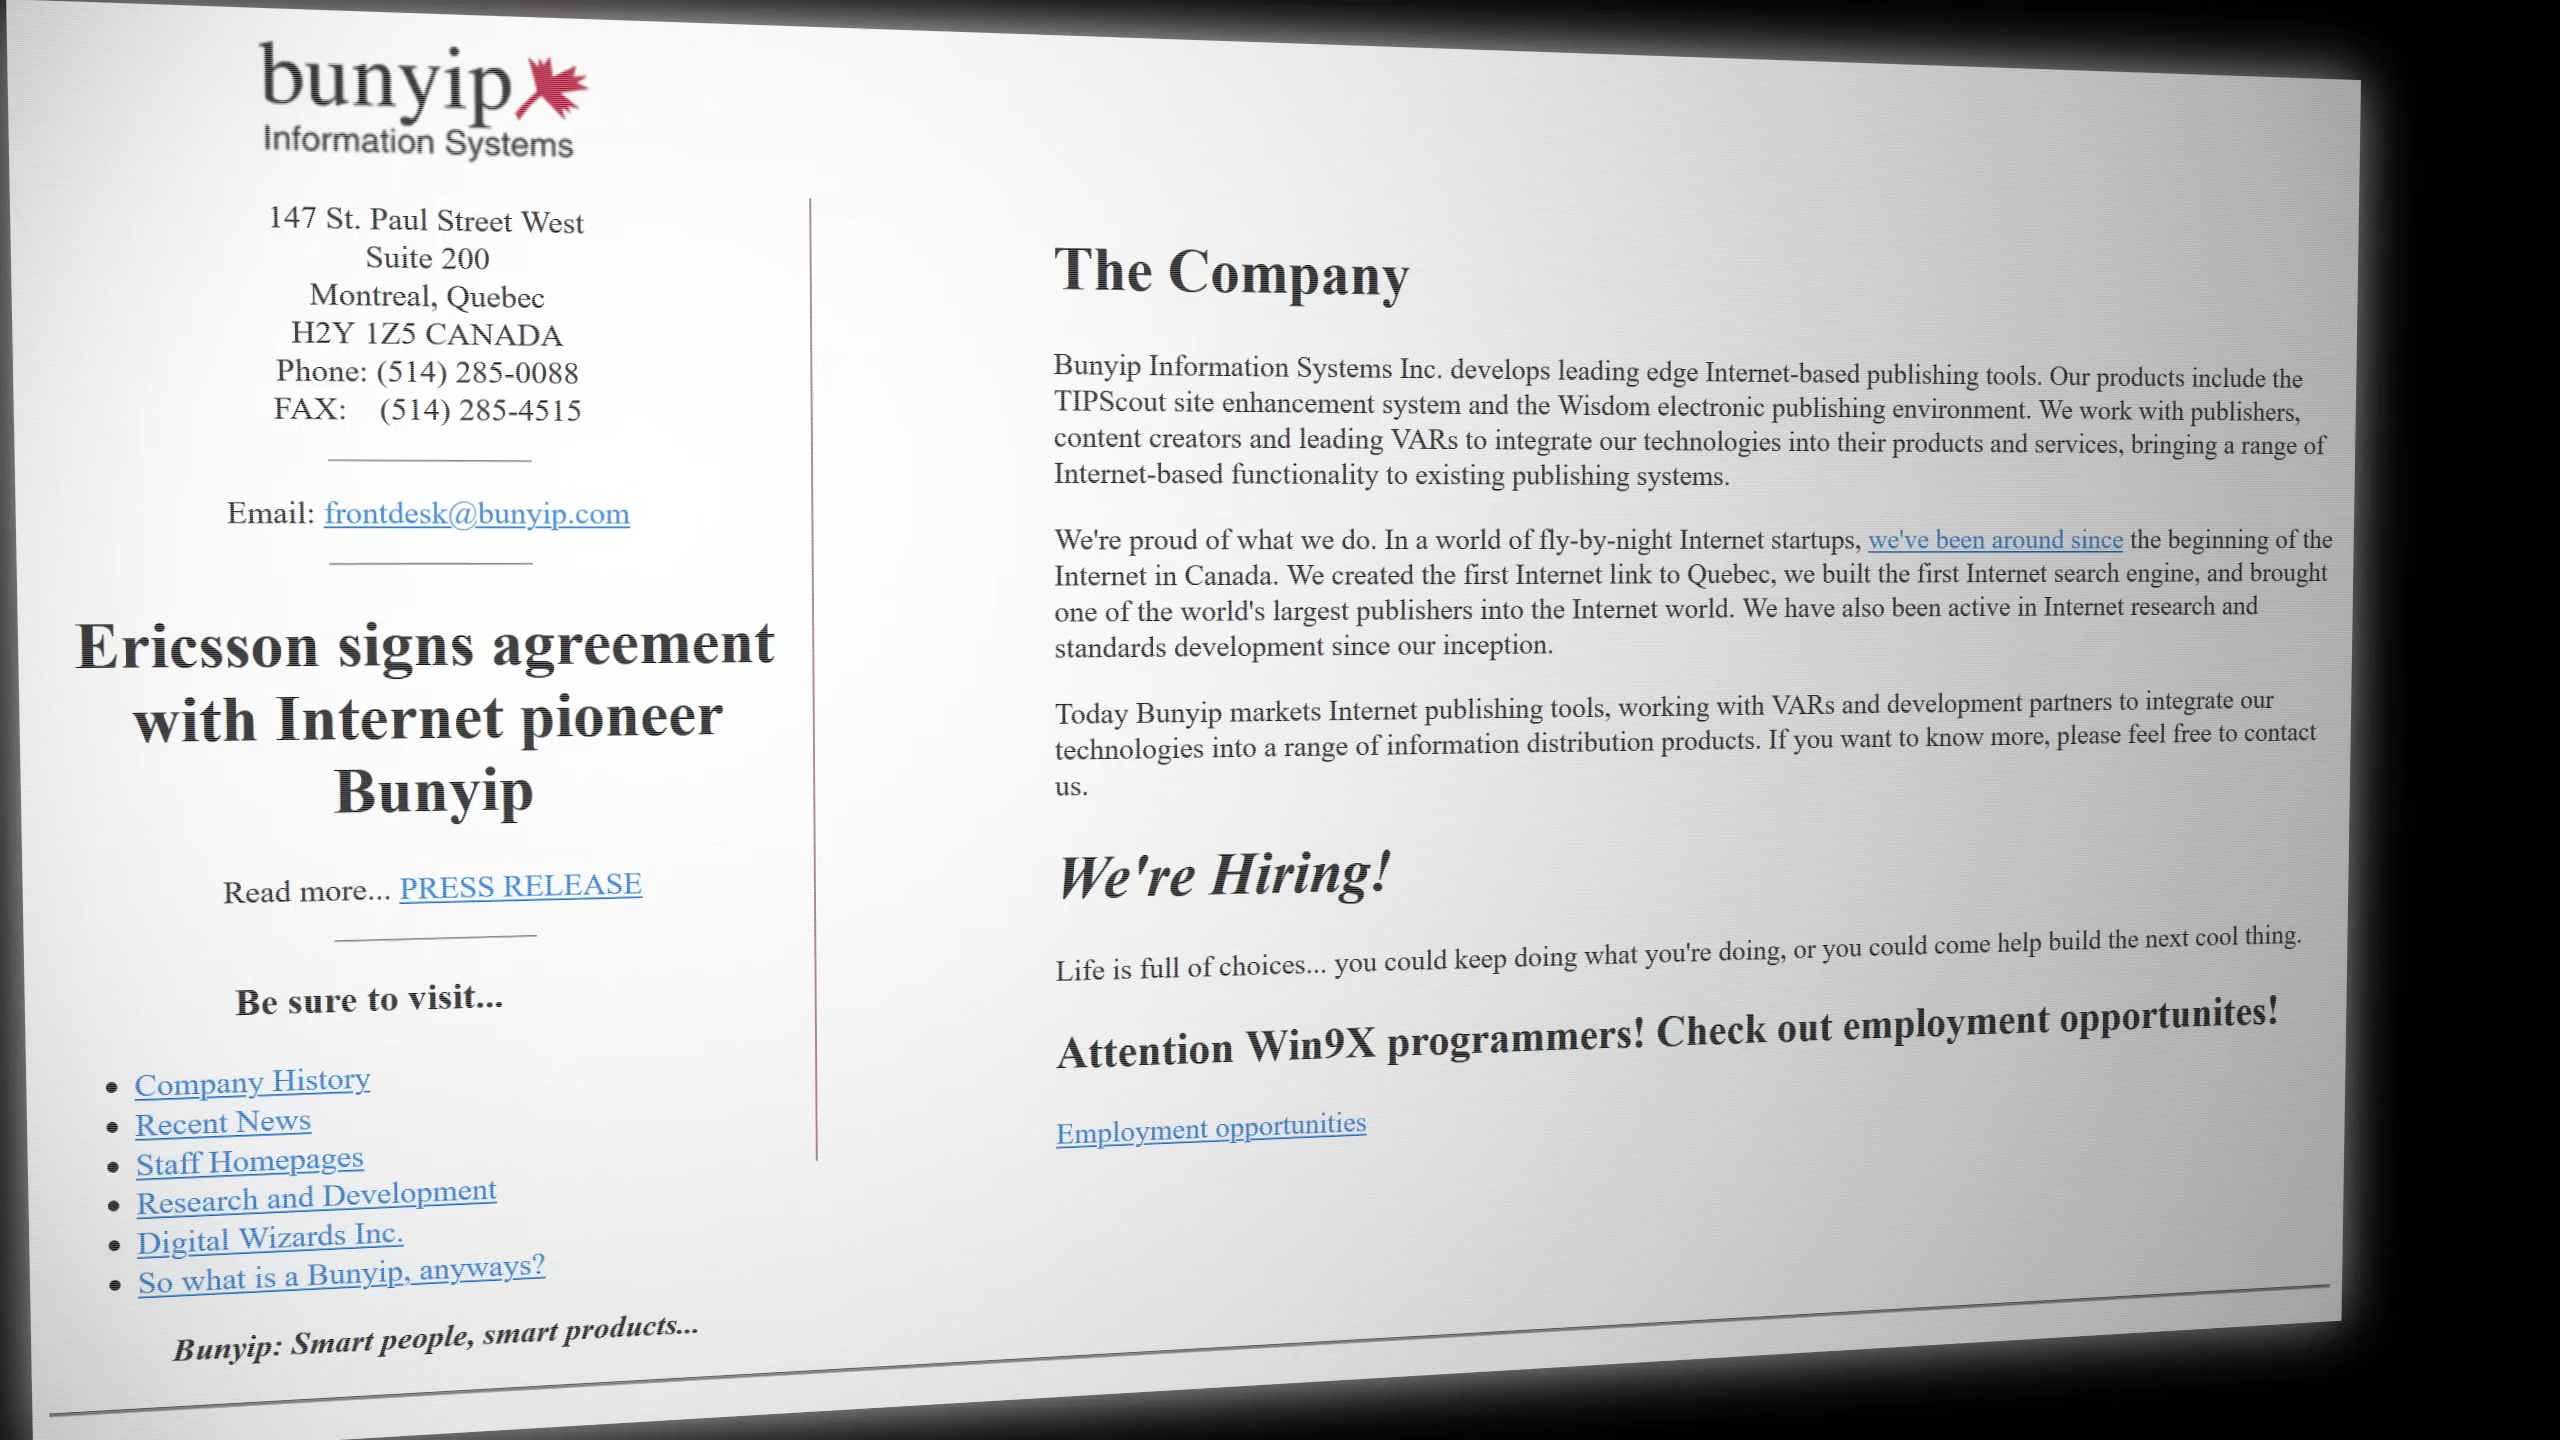 bunyip
Information Systems
147 St. Paul Street West
Suite 200
Montreal, Quebec
H2Y 1Z5 CANADA
Phone: (514) 285-0088
FAX: (514) 285-4515
Email: frontdesk@bunyip.com
Ericsson signs agreement
with Internet pioneer
Bunyip
Read more... PRESS RELEASE
Be sure to visit...
Company History
Recent News
Staff Homepages
Research and Development
Digital Wizards Inc.
So what is a Bunyip, anyways?
Bunyip: Smart people, smart products...
The Company
Bunyip Information Systems Inc. develops leading edge Internet-based publishing tools. Our products include the
TIPScout site enhancement system and the Wisdom electronic publishing environment. We work with publishers,
content creators and leading VARs to integrate our technologies into their products and services, bringing a range of
Internet-based functionality to existing publishing systems.
We're proud of what we do. In a world of fly-by-night Internet startups, we've been around since the beginning of the
Internet in Canada. We created the first Internet link to Quebec, we built the first Internet search engine, and brought
one of the world's largest publishers into the Internet world. We have also been active in Internet research and
standards development since our inception.
Today Bunyip markets Internet publishing tools, working with VARs and development partners to integrate our
technologies into a range of information distribution products. If you want to know more, please feel free to contact
us.
We're Hiring!
Life is full of choices... you could keep doing what you're doing, or you could come help build the next cool thing.
Attention Win9X programmers! Check out employment opportunites!
Employment opportunities